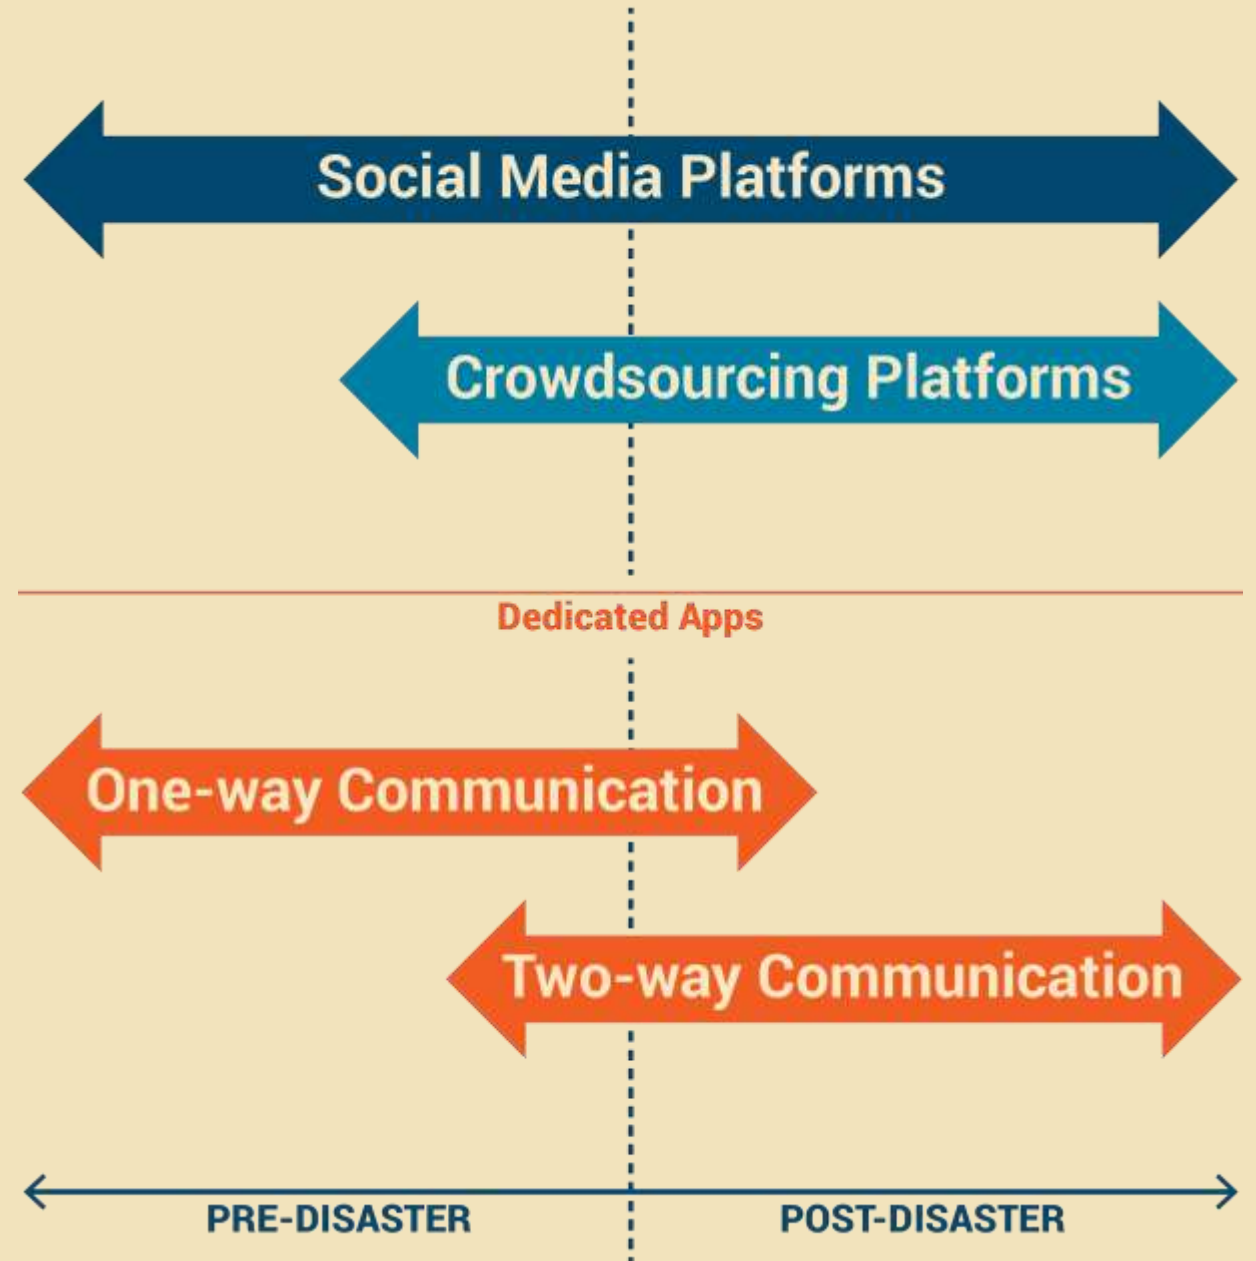 Social Media Platforms
Crowdsourcing Platforms
Dedicated Apps
One-way Communication
Two-way Communication
PRE-DISASTER
POST-DISASTER